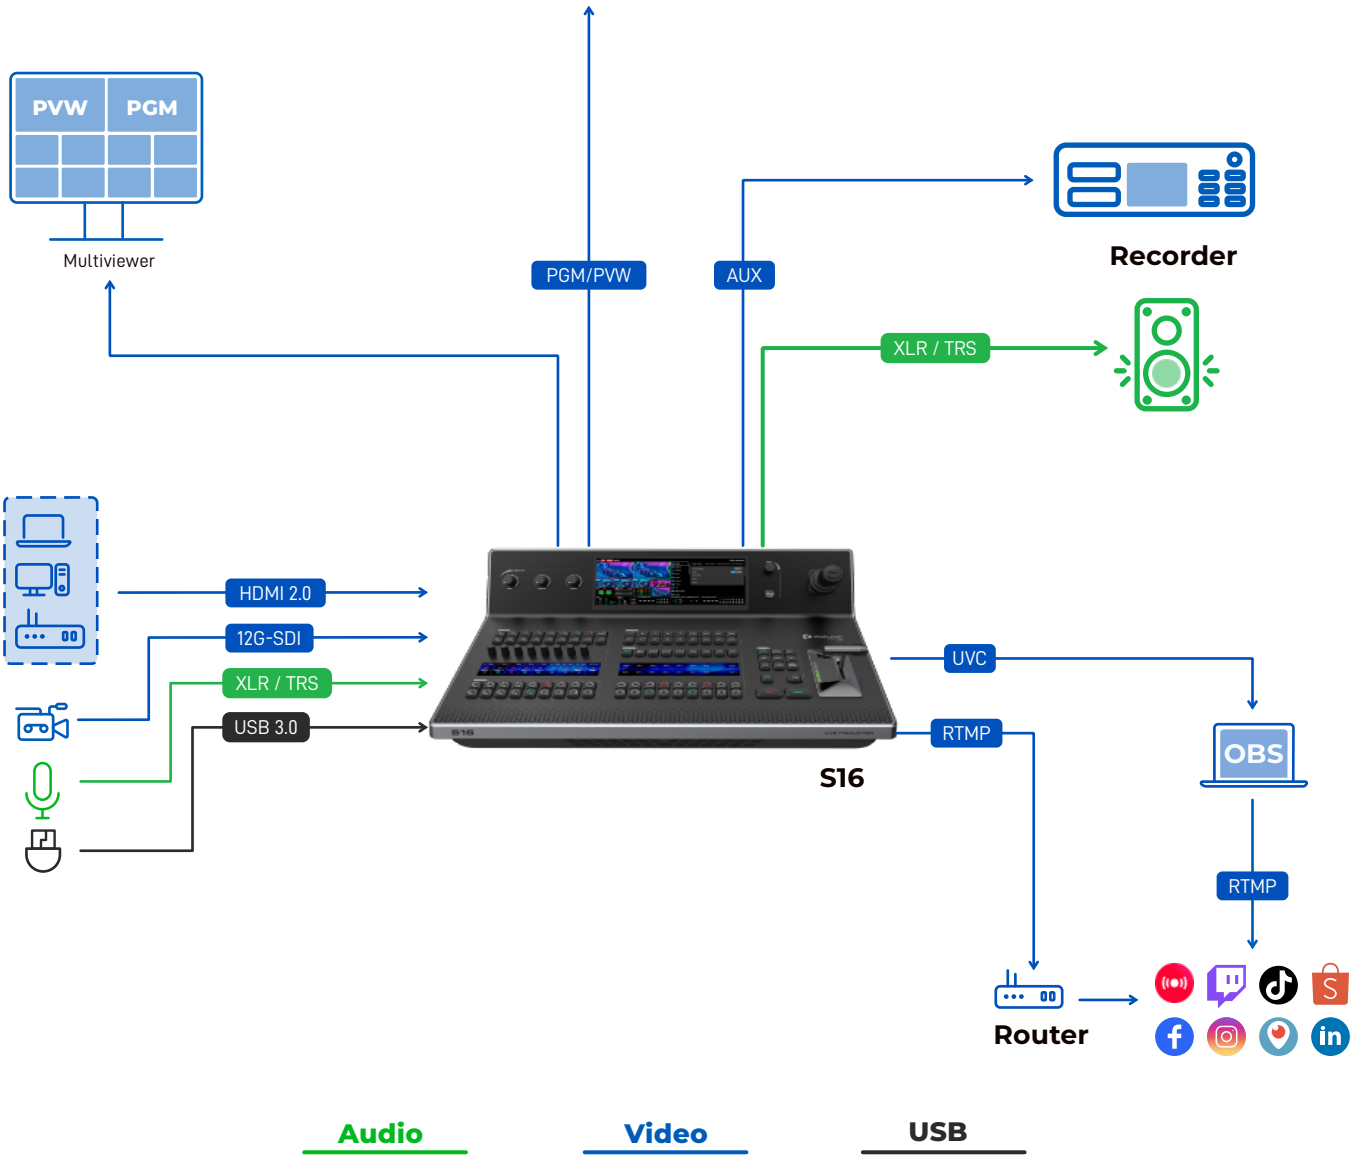 PVW
PGM
Multiviewer
PGM/PVW
AUX
Recorder
XLR / TRS
HDMI 2.0
12G-SDI
XLR / TRS
USB 3.0
UVC
RTMP
S16
S16
OBS
RTMP
Router
Audio
Video
USB